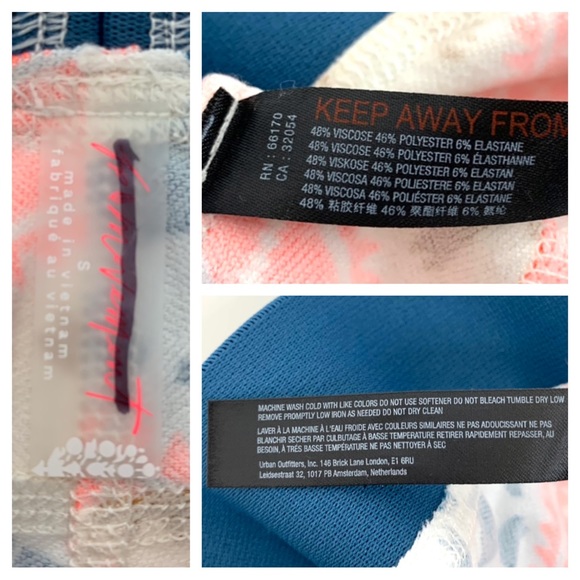 S
made in vietnam
fabriqué au vietnam
RN : 66170
CA : 32054
KEEP AWAY FROM
48% VISCOSE 46% POLYESTER 6% ELASTANE
48% VISCOSE 46% POLYESTER 6% ÉLASTHANNE
48% VISKOSE 46% POLYESTER 6% ELASTAN
48% VISCOSA 46% POLIESTERE 6% ELASTAN
48% VISCOSA 46% POLIÉSTER 6% ELASTANE
48% 粘胶纤维 46% 聚酯纤维 6% 氨纶
MACHINE WASH COLD WITH LIKE COLORS DO NOT USE SOFTENER DO NOT BLEACH TUMBLE DRY LOW
REMOVE PROMPTLY LOW IRON AS NEEDED DO NOT DRY CLEAN
LAVER À LA MACHINE À L'EAU FROIDE AVEC COULEURS SIMILAIRES NE PAS ADOUCISSANT NE PAS
BLANCHIR SECHER PAR CULBUTAGE À BASSE TEMPERATURE RETIRER RAPIDEMENT REPASSER, AU
BESOIN, À BASSE TEMPÉRATURE NE PAS NETTOYER À SEC
Urban Outfitters, Inc. 146 Brick Lane London, E1 6RU
Leidsestraat 32, 1017 PB Amsterdam, Netherlands